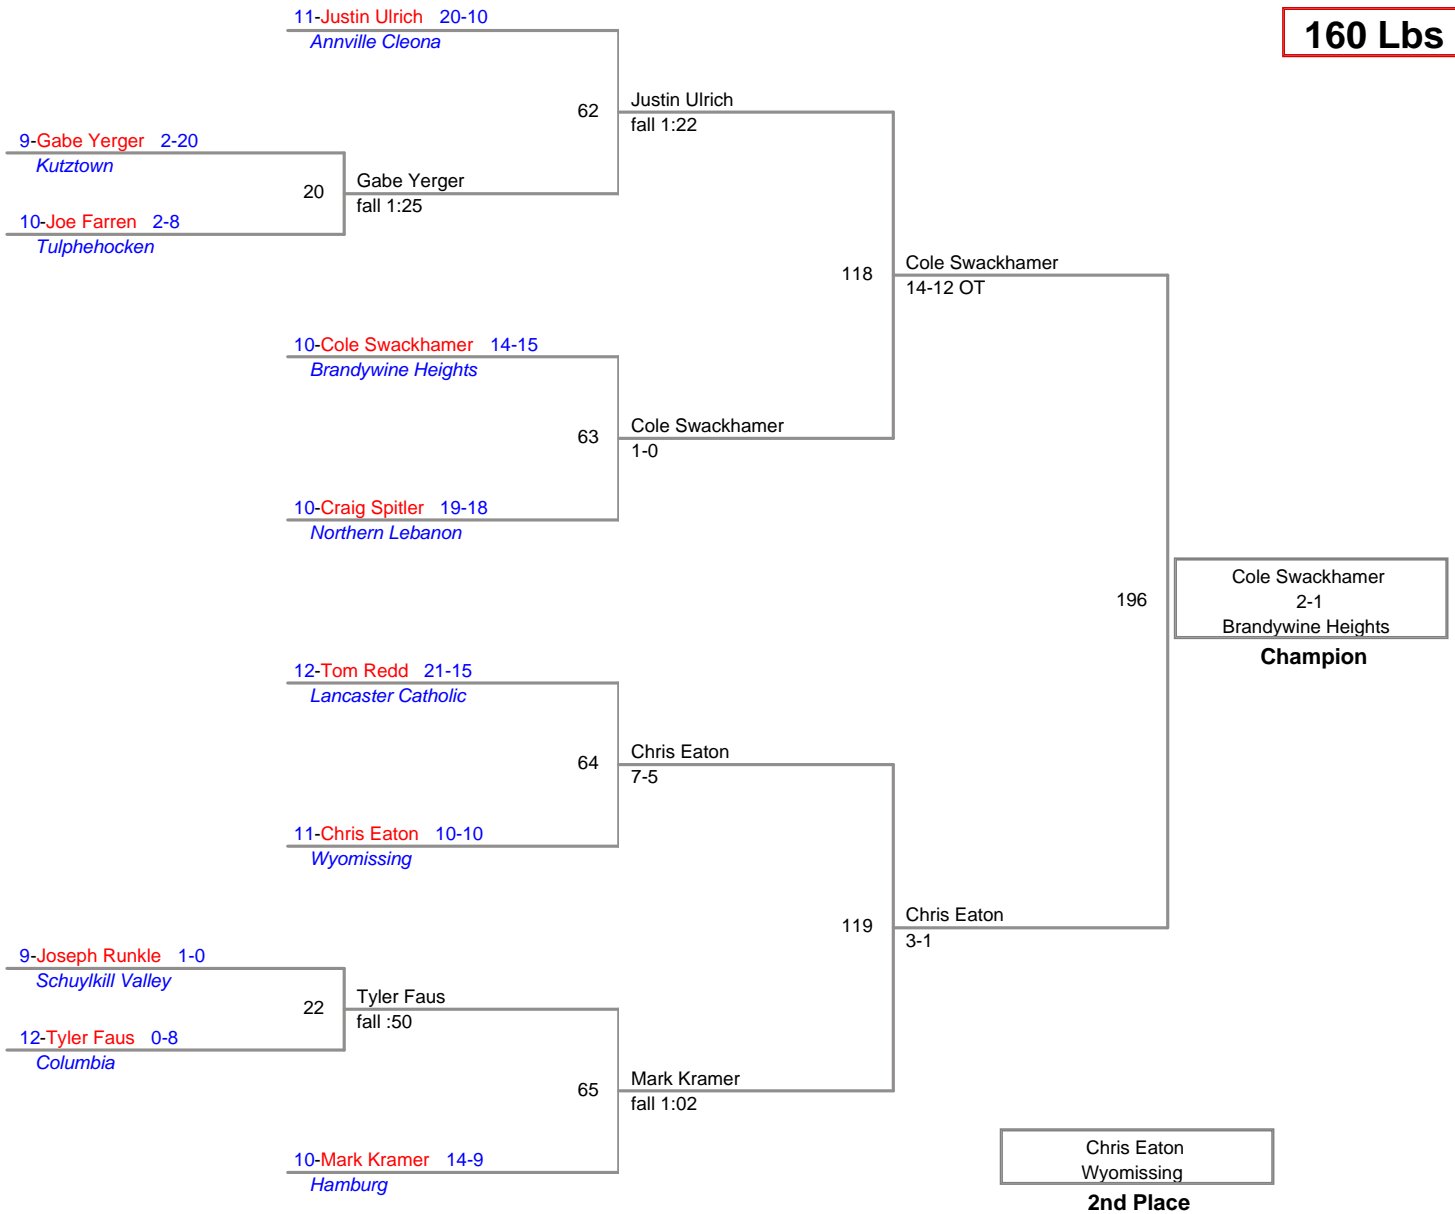 11-Justin Ulrich 20-10
Annville Cleona
160 Lbs
62
Justin Ulrich
fall 1:22
9-Gabe Yerger 2-20
Kutztown
20
Gabe Yerger
fall 1:25
10-Joe Farren 2-8
Tulphehocken
118
Cole Swackhamer
14-12 OT
10-Cole Swackhamer 14-15
Brandywine Heights
63
Cole Swackhamer
1-0
10-Craig Spitler 19-18
Northern Lebanon
196
Cole Swackhamer
2-1
Brandywine Heights
Champion
12-Tom Redd 21-15
Lancaster Catholic
64
Chris Eaton
7-5
11-Chris Eaton 10-10
Wyomissing
119
Chris Eaton
3-1
9-Joseph Runkle 1-0
Schuylkill Valley
22
Tyler Faus
fall :50
12-Tyler Faus 0-8
Columbia
65
Mark Kramer
fall 1:02
10-Mark Kramer 14-9
Hamburg
Chris Eaton
Wyomissing
2nd Place